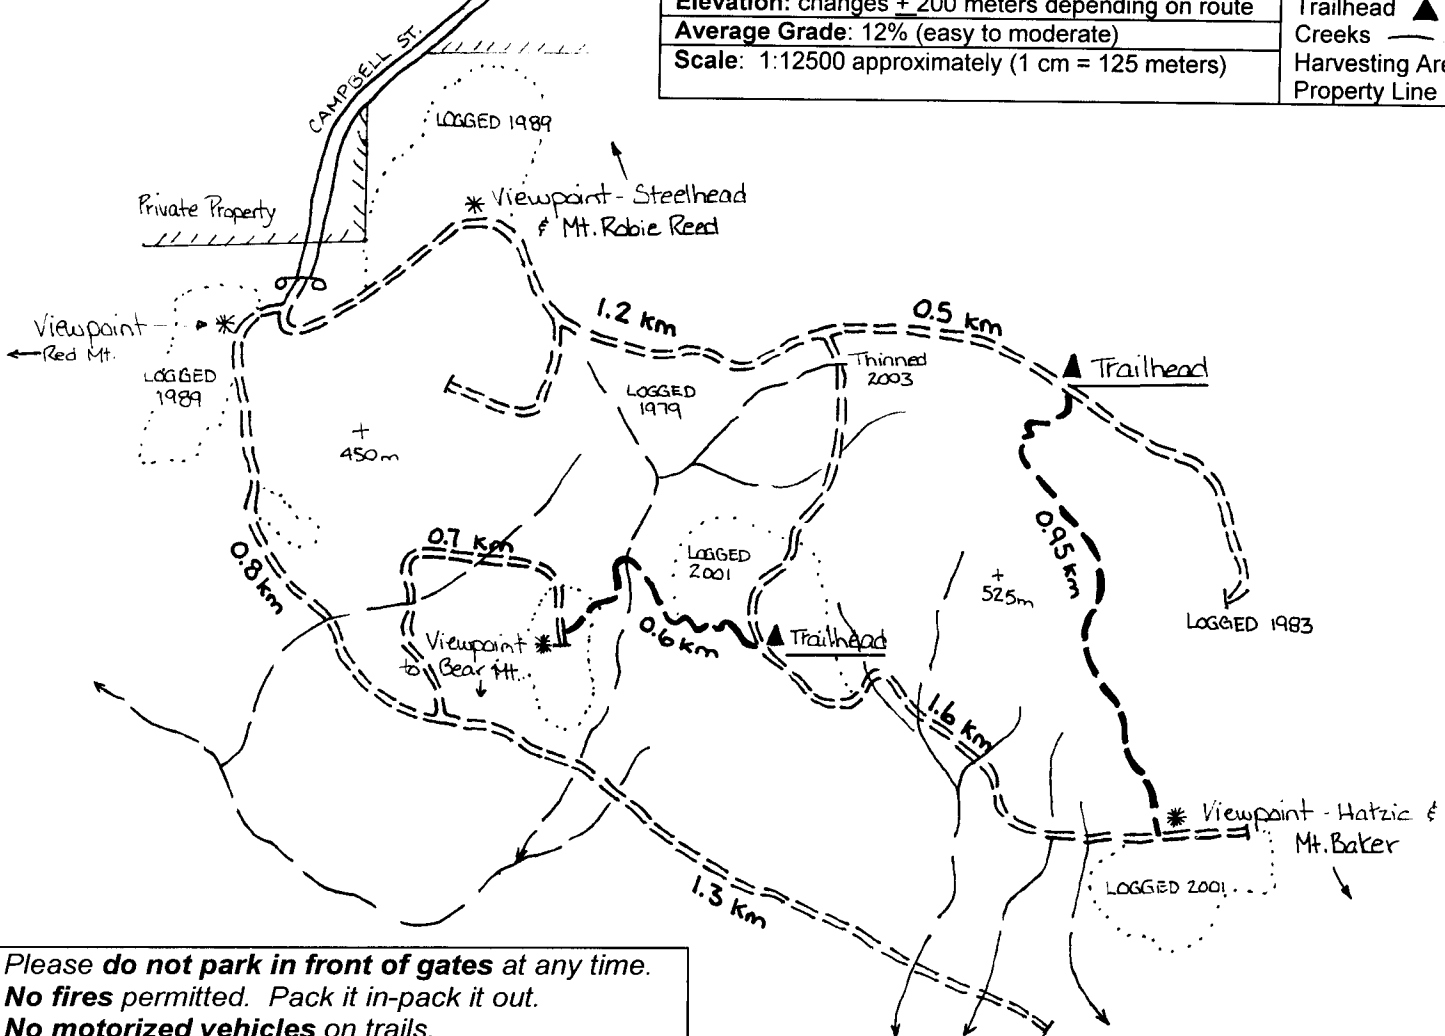 Elevation: changes + 200 meters depending on route
Average Grade: 12% (easy to moderate)
Scale: 1:12500 approximately (1 cm = 125 meters)
Trailhead
Creeks
Harvesting Are
Property Line
CAMPBELL ST.
LOGGED 1989
Private Property
Viewpoint - Steelhead
& Mt. Robie Reed
Viewpoint
Red Mt.
LOGGED
1989
1.2 km
0.5 km
Trailhead
Thinned
2003
LOGGED
1979
450m
0.8 km
0.7 km
LOGGED
2001
0.95 km
525m
LOGGED 1983
Viewpoint
to Bear Mt.
0.6 km
Trailhead
1.6 km
Viewpoint - Hatzic &
Mt. Baker
LOGGED 2001
1.3 km
Please do not park in front of gates at any time.
No fires permitted. Pack it in-pack it out.
No motorized vehicles on trails.